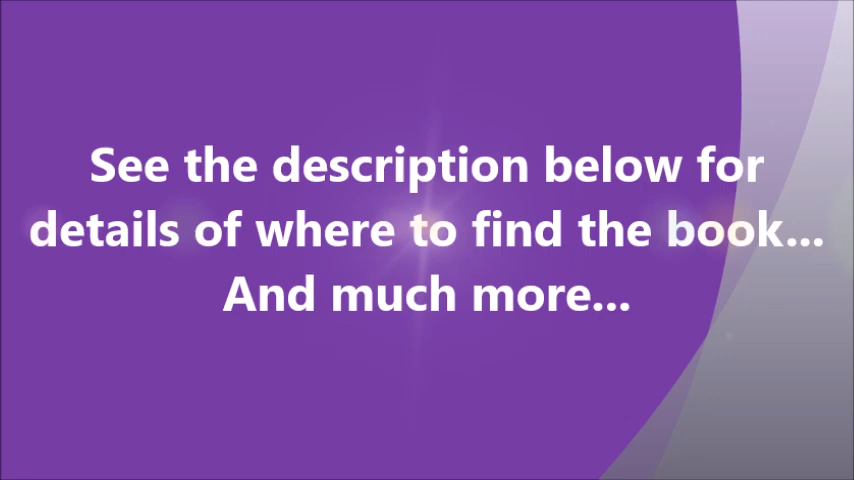 See the description below for
details of where to find the book...
And much more...